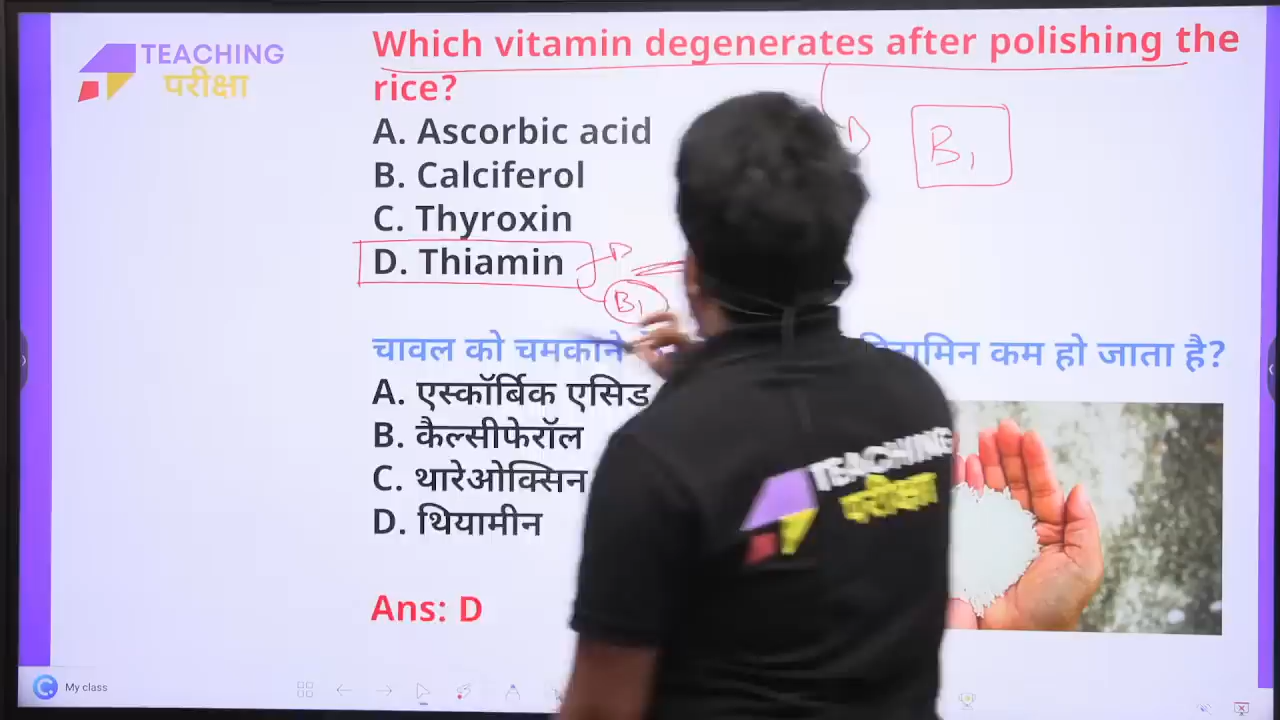 TEACHING
परीक्षा
Which vitamin degenerates after polishing the
rice?
A. Ascorbic acid
B. Calciferol
C. Thyroxin
D. Thiamin
B₁
B₁
चावल को चमकाने विटामिन कम हो जाता है?
A. एस्कॉर्बिक एसिड
B. कैल्सीफेरॉल
C. थारेओक्सिन
D. थियामीन
Ans: D
TEACHING
परीक्षा
My class